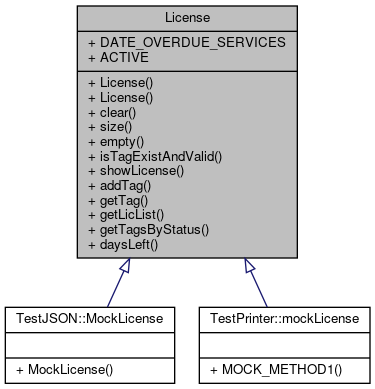 License
+ DATE_OVERDUE_SERVICES
+ ACTIVE
+ License()
+ License()
+ clear()
+ size()
+ empty()
+ isTagExistAndValid()
+ showLicense()
+ addTag()
+ getTag()
+ getLicList()
+ getTagsByStatus()
+ daysLeft()
TestJSON::MockLicense
+ MockLicense()
TestPrinter::mockLicense
+ MOCK_METHOD1()